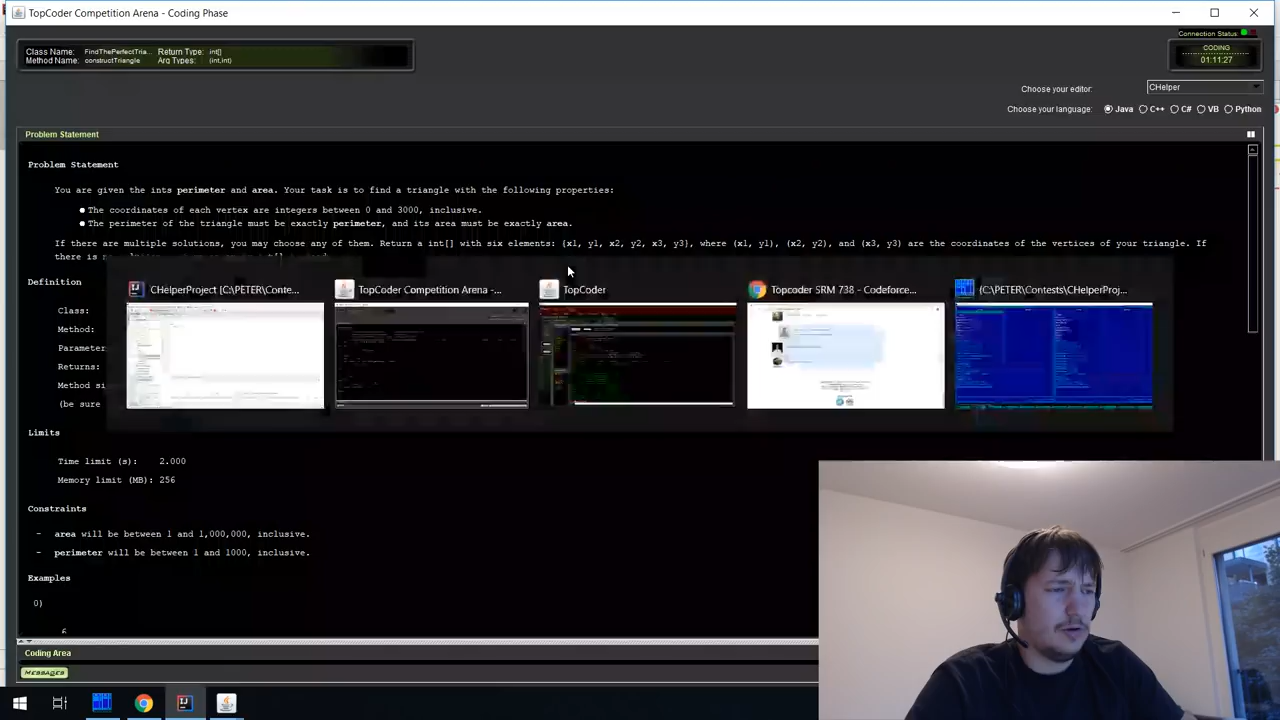 TopCoder Competition Arena - Coding Phase
Connection Status
Class Name: FindThePerfectTria... Return Type: int[]
Method Name: constructTriangle Arg Types: (int,int)
CODING
01:11:27
Choose your editor: CHelper
Choose your language: Java C++ C# VB Python
Problem Statement
Problem Statement
You are given the ints perimeter and area. Your task is to find a triangle with the following properties:
The coordinates of each vertex are integers between 0 and 3000, inclusive.
The perimeter of the triangle must be exactly perimeter, and its area must be exactly area.
If there are multiple solutions, you may choose any of them. Return a int[] with six elements: {x1, y1, x2, y2, x3, y3}, where (x1, y1), (x2, y2), and (x3, y3) are the coordinates of the vertices of your triangle. If
there is no
Definition
CHelperProject [C:\PETER\Conte...
TopCoder Competition Arena -...
TopCoder
Topcoder SRM 738 - Codeforce...
{C:\PETER\Contests\CHelperProj...
Class:
Method:
Parameter
Returns:
Method si
(be sure
Limits
Time limit (s): 2.000
Memory limit (MB): 256
Constraints
- area will be between 1 and 1,000,000, inclusive.
- perimeter will be between 1 and 1000, inclusive.
Examples
0)
6
Coding Area
MESSAGES